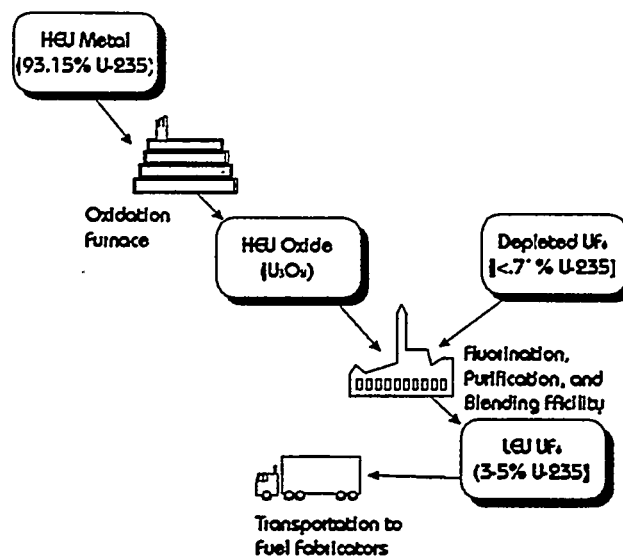 HEU Metal
(93.15% U-235)
Oxidation
Furnace
HEU Oxide
(U₃O₈)
Depleted UF₆
[<.71% U-235]
Fluorination,
Purification, and
Blending Facility
LEU UF₆
(3-5% U-235]
Transportation to
Fuel Fabricators